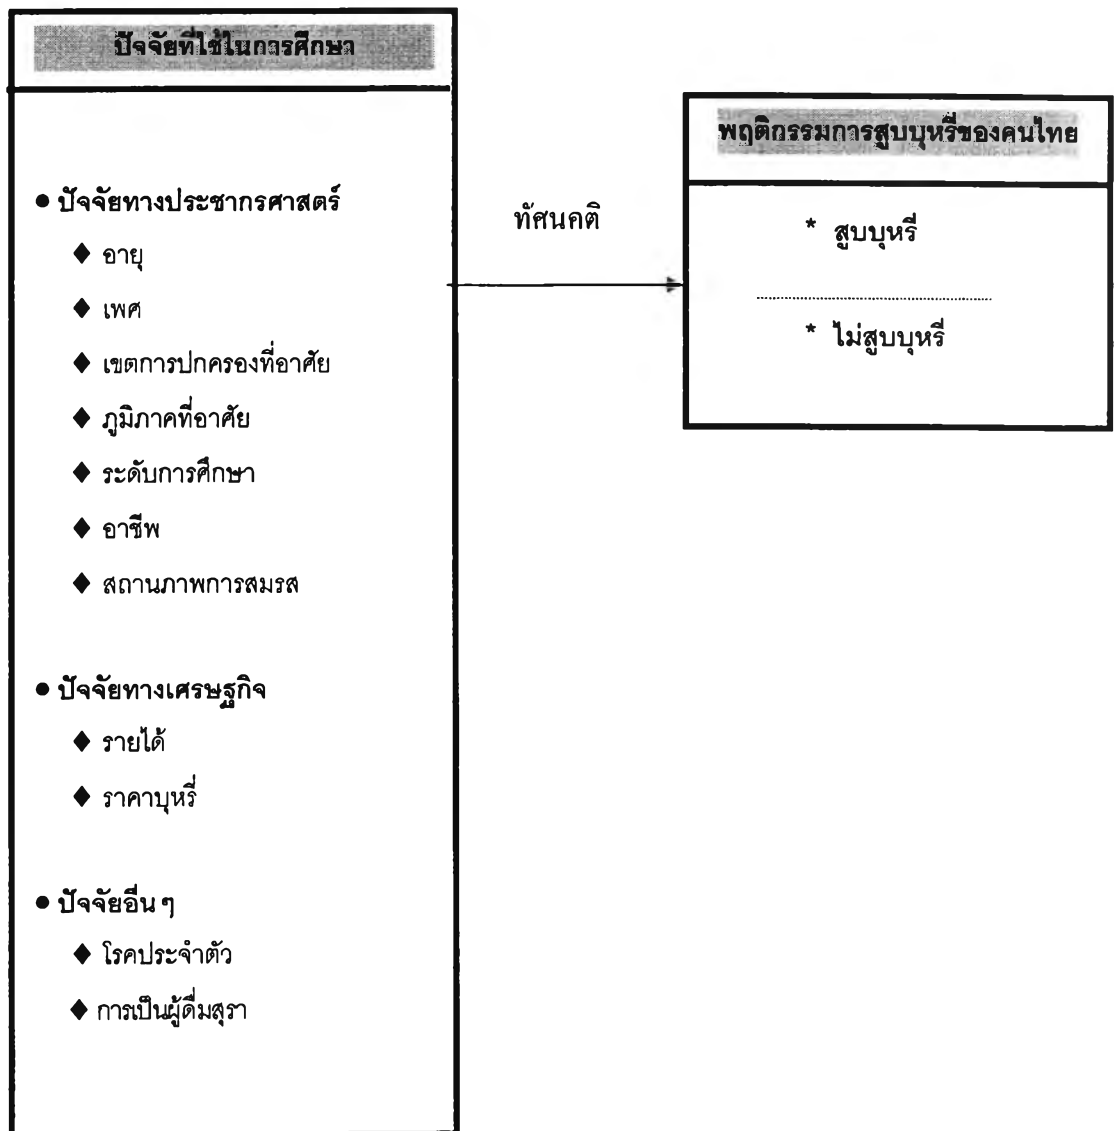 ปัจจัยที่ใช้ในการศึกษา
● ปัจจัยทางประชากรศาสตร์
◆ อายุ
◆ เพศ
◆ เขตการปกครองที่อาศัย
◆ ภูมิภาคที่อาศัย
◆ ระดับการศึกษา
◆ อาชีพ
◆ สถานภาพการสมรส
● ปัจจัยทางเศรษฐกิจ
◆ รายได้
◆ ราคาบุหรี่
● ปัจจัยอื่น ๆ
◆ โรคประจำตัว
◆ การเป็นผู้ดื่มสุรา
ทัศนคติ
พฤติกรรมการสูบบุหรี่ของคนไทย
* สูบบุหรี่
* ไม่สูบบุหรี่